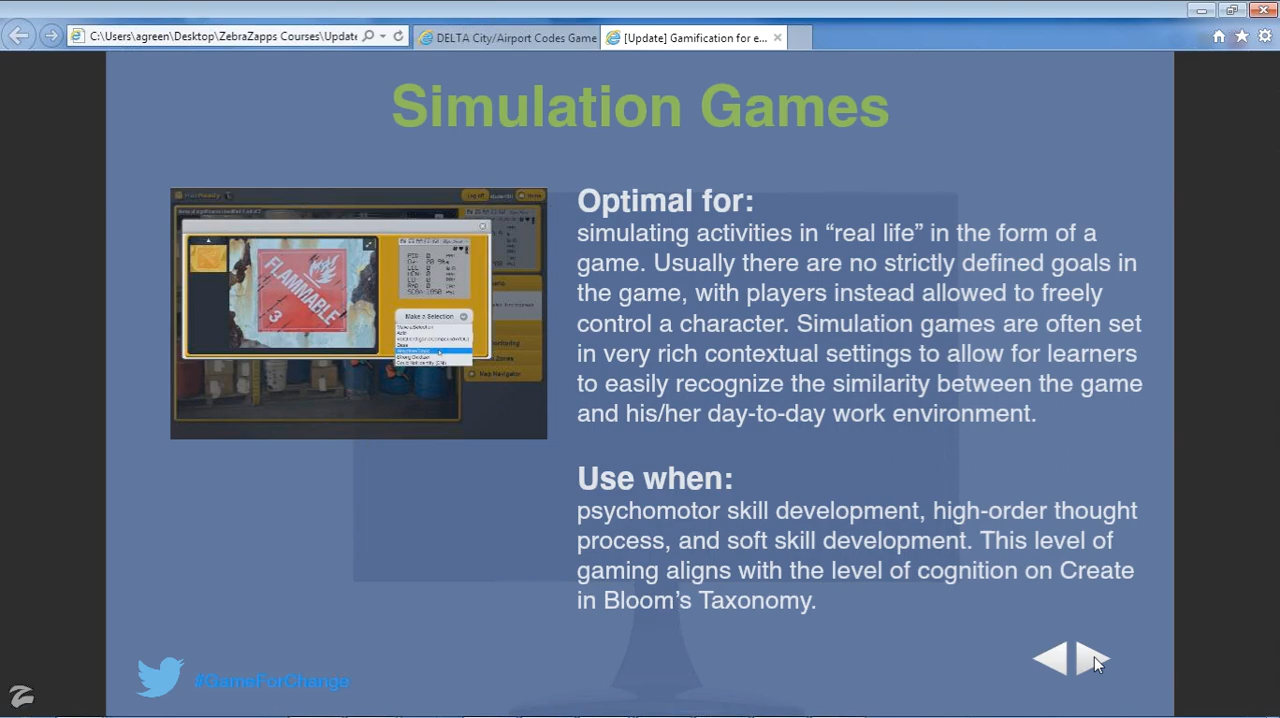 C:\Users\agreen\Desktop\ZebraZapps Courses\Update
DELTA City/Airport Codes Game
[Update] Gamification for e...
Simulation Games
Optimal for:
simulating activities in “real life” in the form of a
game. Usually there are no strictly defined goals in
the game, with players instead allowed to freely
control a character. Simulation games are often set
in very rich contextual settings to allow for learners
to easily recognize the similarity between the game
and his/her day-to-day work environment.
Use when:
psychomotor skill development, high-order thought
process, and soft skill development. This level of
gaming aligns with the level of cognition on Create
in Bloom’s Taxonomy.
Log off
Home
FLAMMABLE
3
Make a Selection
Map Navigator
#GameForChange